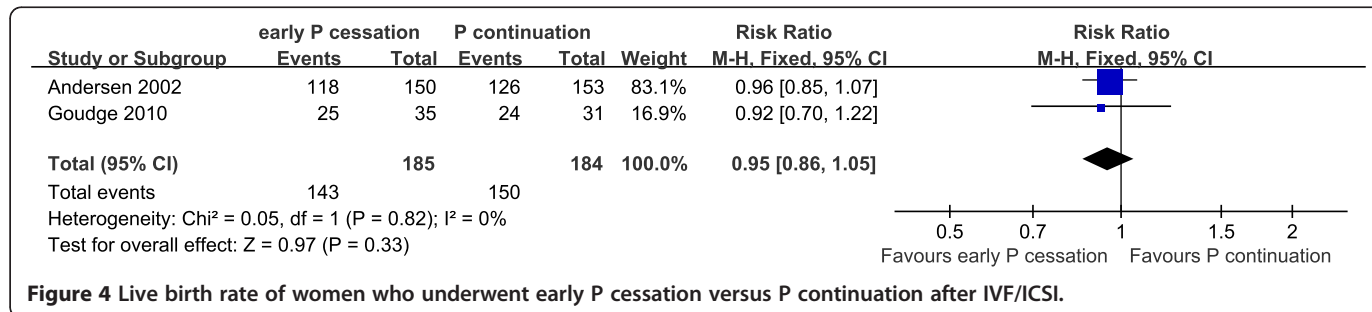 early P cessation P continuation Risk Ratio Risk Ratio
Study or Subgroup Events Total Events Total Weight M-H, Fixed, 95% CI M-H, Fixed, 95% CI
Andersen 2002 118 150 126 153 83.1% 0.96 [0.85, 1.07]
Goudge 2010 25 35 24 31 16.9% 0.92 [0.70, 1.22]
Total (95% CI) 185 184 100.0% 0.95 [0.86, 1.05]
Total events 143 150
Heterogeneity: Chi² = 0.05, df = 1 (P = 0.82); I² = 0%
Test for overall effect: Z = 0.97 (P = 0.33)
0.5 0.7 1 1.5 2
Favours early P cessation Favours P continuation
Figure 4 Live birth rate of women who underwent early P cessation versus P continuation after IVF/ICSI.